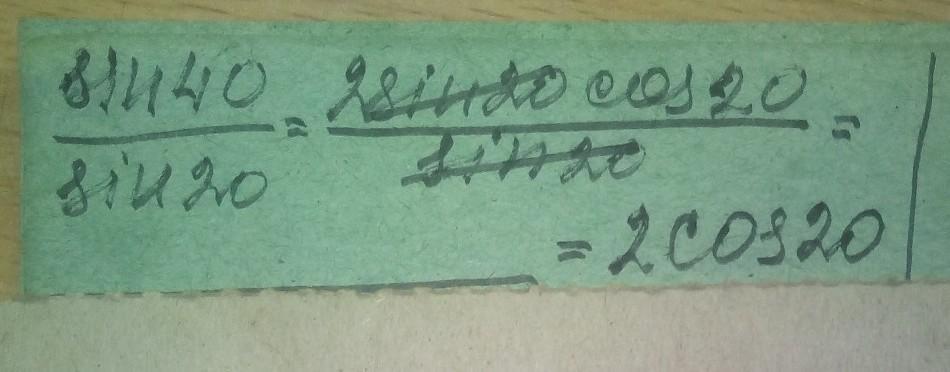 sin40 / sin20 = 2sin20 cos20 / sin20 =
= 2cos20